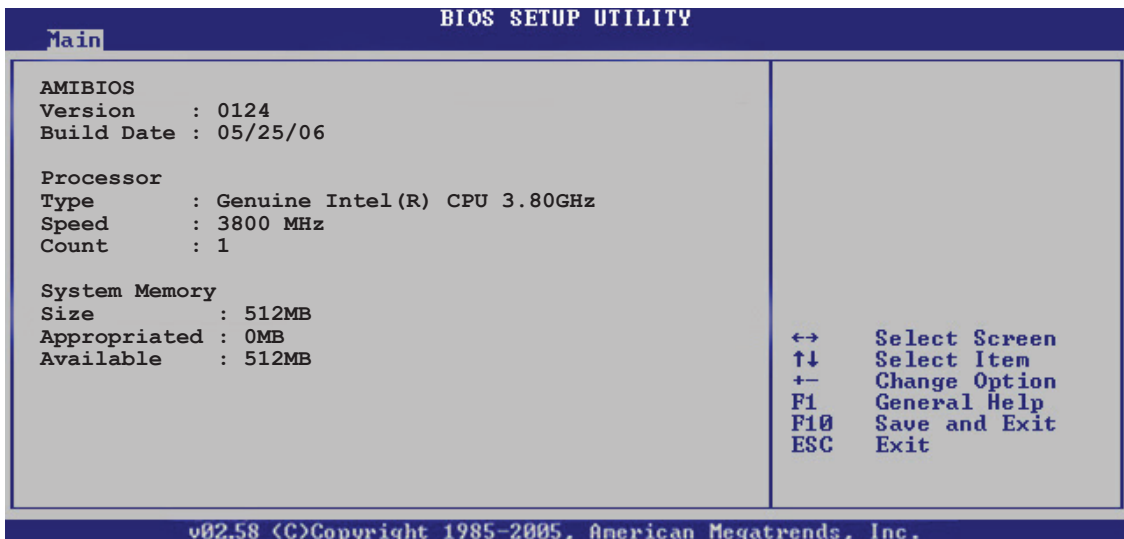 BIOS SETUP UTILITY
Main
AMIBIOS
Version : 0124
Build Date : 05/25/06
Processor
Type : Genuine Intel(R) CPU 3.80GHz
Speed : 3800 MHz
Count : 1
System Memory
Size : 512MB
Appropriated : 0MB
Available : 512MB
←→ Select Screen
↑↓ Select Item
+- Change Option
F1 General Help
F10 Save and Exit
ESC Exit
v02.58 (C)Copyright 1985-2005, American Megatrends, Inc.